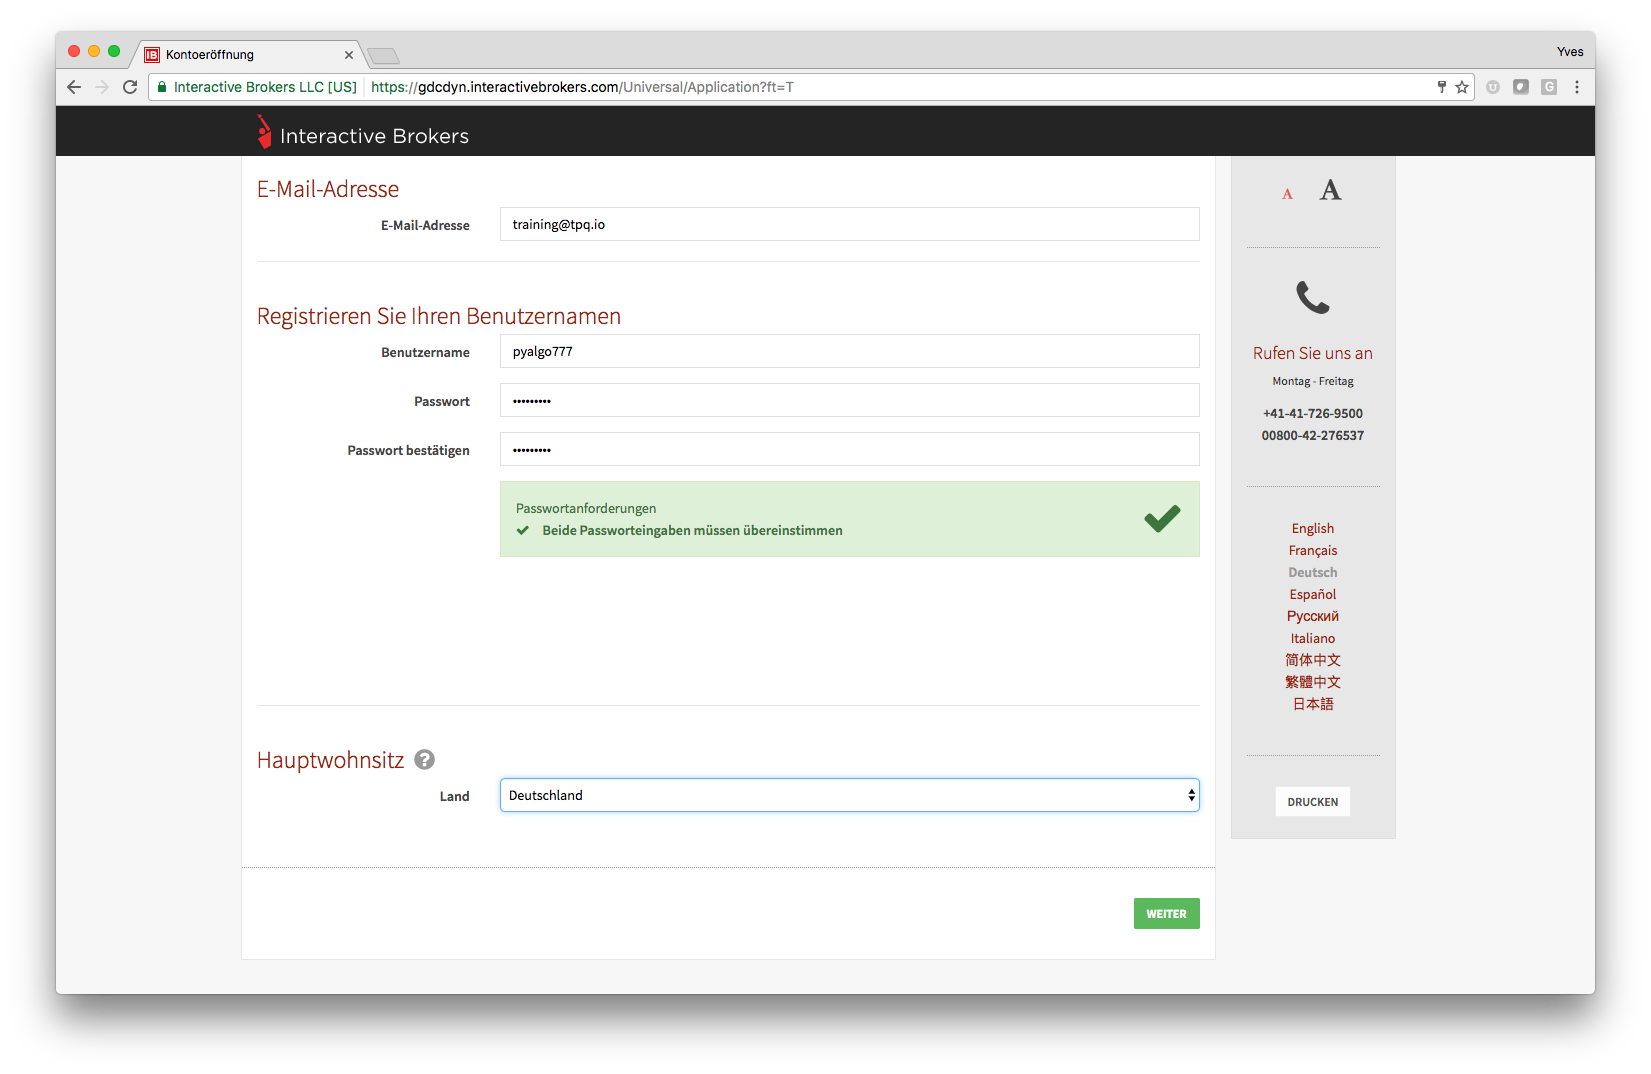 Kontoeröffnung
Yves
Interactive Brokers LLC [US] https://gdcdyn.interactivebrokers.com/Universal/Application?ft=T
Interactive Brokers
E-Mail-Adresse
E-Mail-Adresse training@tpq.io
Registrieren Sie Ihren Benutzernamen
Benutzername pyalgo777
Passwort •••••••••
Passwort bestätigen •••••••••
Passwortanforderungen
Beide Passworteingaben müssen übereinstimmen
Hauptwohnsitz ?
Land Deutschland
WEITER
A A
Rufen Sie uns an
Montag - Freitag
+41-41-726-9500
00800-42-276537
English
Français
Deutsch
Español
Русский
Italiano
简体中文
繁體中文
日本語
DRUCKEN